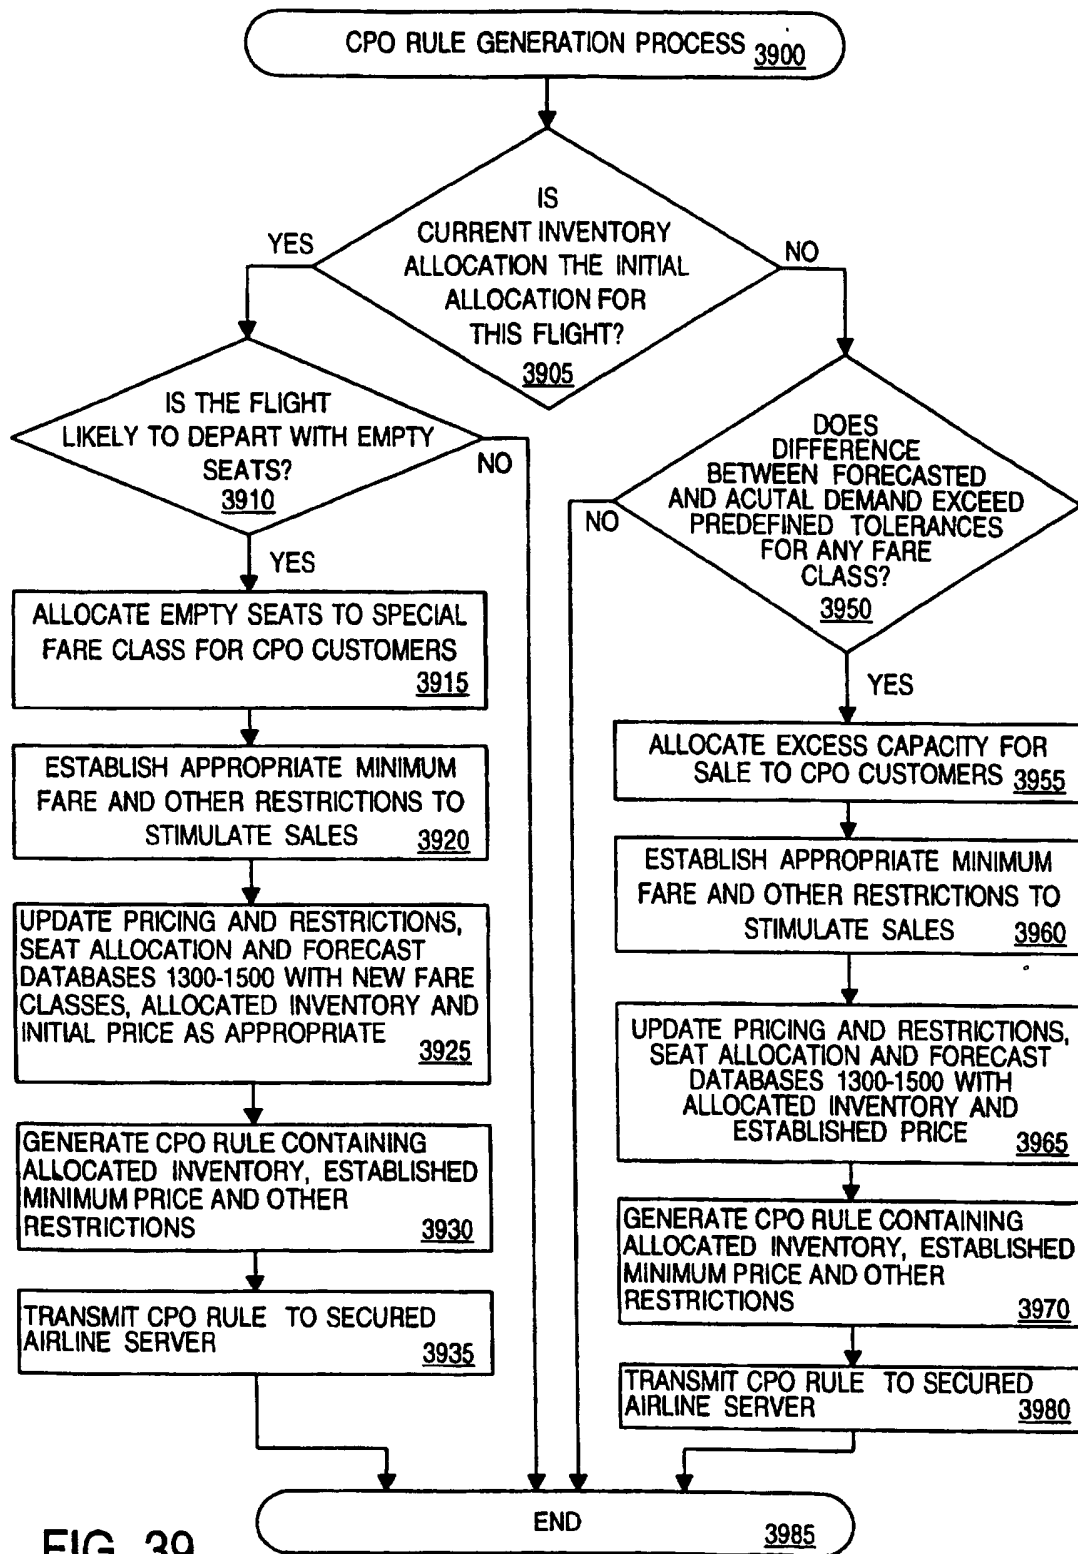 CPO RULE GENERATION PROCESS 3900
IS
CURRENT INVENTORY
ALLOCATION THE INITIAL
ALLOCATION FOR
THIS FLIGHT?
3905
YES
NO
IS THE FLIGHT
LIKELY TO DEPART WITH EMPTY
SEATS?
3910
NO
YES
ALLOCATE EMPTY SEATS TO SPECIAL
FARE CLASS FOR CPO CUSTOMERS
3915
ESTABLISH APPROPRIATE MINIMUM
FARE AND OTHER RESTRICTIONS TO
STIMULATE SALES 3920
UPDATE PRICING AND RESTRICTIONS,
SEAT ALLOCATION AND FORECAST
DATABASES 1300-1500 WITH NEW FARE
CLASSES, ALLOCATED INVENTORY AND
INITIAL PRICE AS APPROPRIATE 3925
GENERATE CPO RULE CONTAINING
ALLOCATED INVENTORY, ESTABLISHED
MINIMUM PRICE AND OTHER
RESTRICTIONS 3930
TRANSMIT CPO RULE TO SECURED
AIRLINE SERVER 3935
DOES
DIFFERENCE
BETWEEN FORECASTED
AND ACUTAL DEMAND EXCEED
PREDEFINED TOLERANCES
FOR ANY FARE
CLASS?
3950
NO
YES
ALLOCATE EXCESS CAPACITY FOR
SALE TO CPO CUSTOMERS 3955
ESTABLISH APPROPRIATE MINIMUM
FARE AND OTHER RESTRICTIONS TO
STIMULATE SALES 3960
UPDATE PRICING AND RESTRICTIONS,
SEAT ALLOCATION AND FORECAST
DATABASES 1300-1500 WITH
ALLOCATED INVENTORY AND
ESTABLISHED PRICE 3965
GENERATE CPO RULE CONTAINING
ALLOCATED INVENTORY, ESTABLISHED
MINIMUM PRICE AND OTHER
RESTRICTIONS 3970
TRANSMIT CPO RULE TO SECURED
AIRLINE SERVER 3980
END 3985
FIG. 39